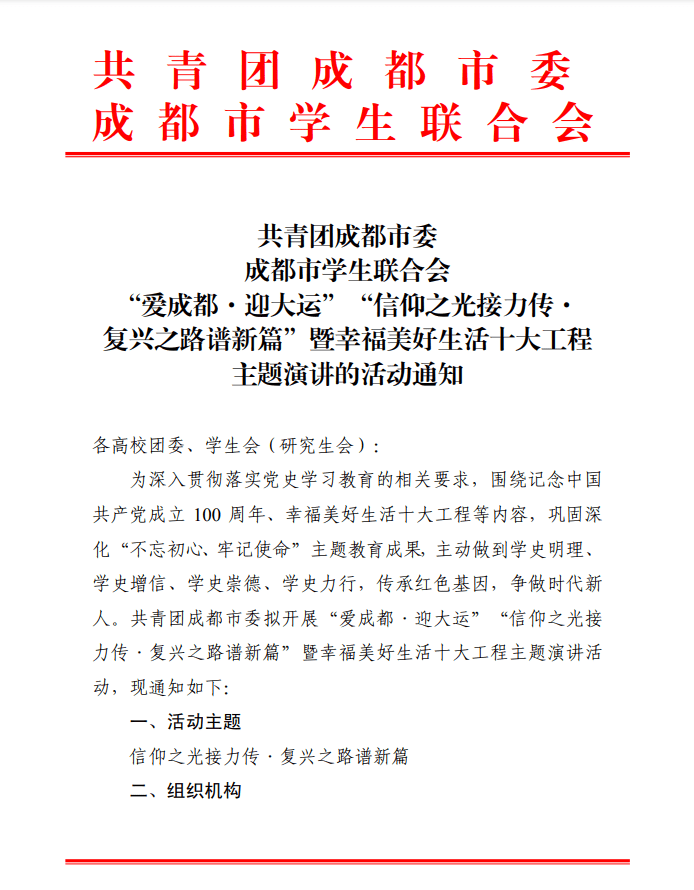 共青团成都市委
成都市学生联合会
共青团成都市委
成都市学生联合会
“爱成都·迎大运”“信仰之光接力传·
复兴之路谱新篇”暨幸福美好生活十大工程
主题演讲的活动通知
各高校团委、学生会（研究生会）：
为深入贯彻落实党史学习教育的相关要求，围绕记念中国
共产党成立 100 周年、幸福美好生活十大工程等内容，巩固深
化“不忘初心、牢记使命”主题教育成果，主动做到学史明理、
学史增信、学史崇德、学史力行，传承红色基因，争做时代新
人。共青团成都市委拟开展“爱成都·迎大运”“信仰之光接
力传·复兴之路谱新篇”暨幸福美好生活十大工程主题演讲活
动，现通知如下：
一、活动主题
信仰之光接力传·复兴之路谱新篇
二、组织机构